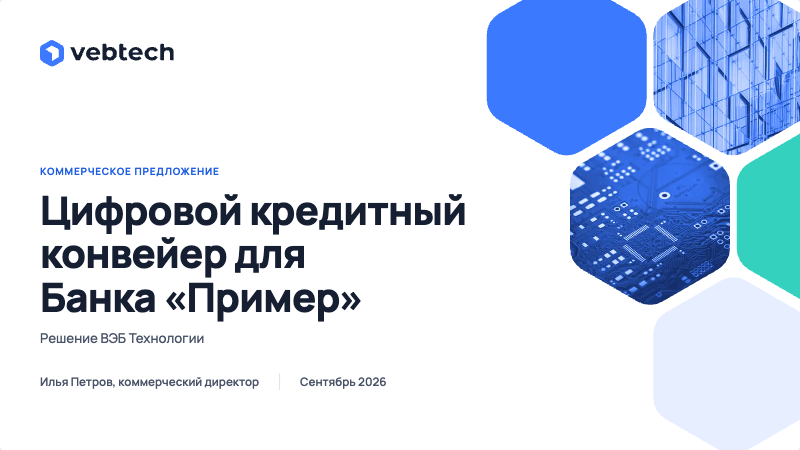 vebtech
КОММЕРЧЕСКОЕ ПРЕДЛОЖЕНИЕ
Цифровой кредитный
конвейер для
Банка «Пример»
Решение ВЭБ Технологии
Илья Петров, коммерческий директор
Сентябрь 2026